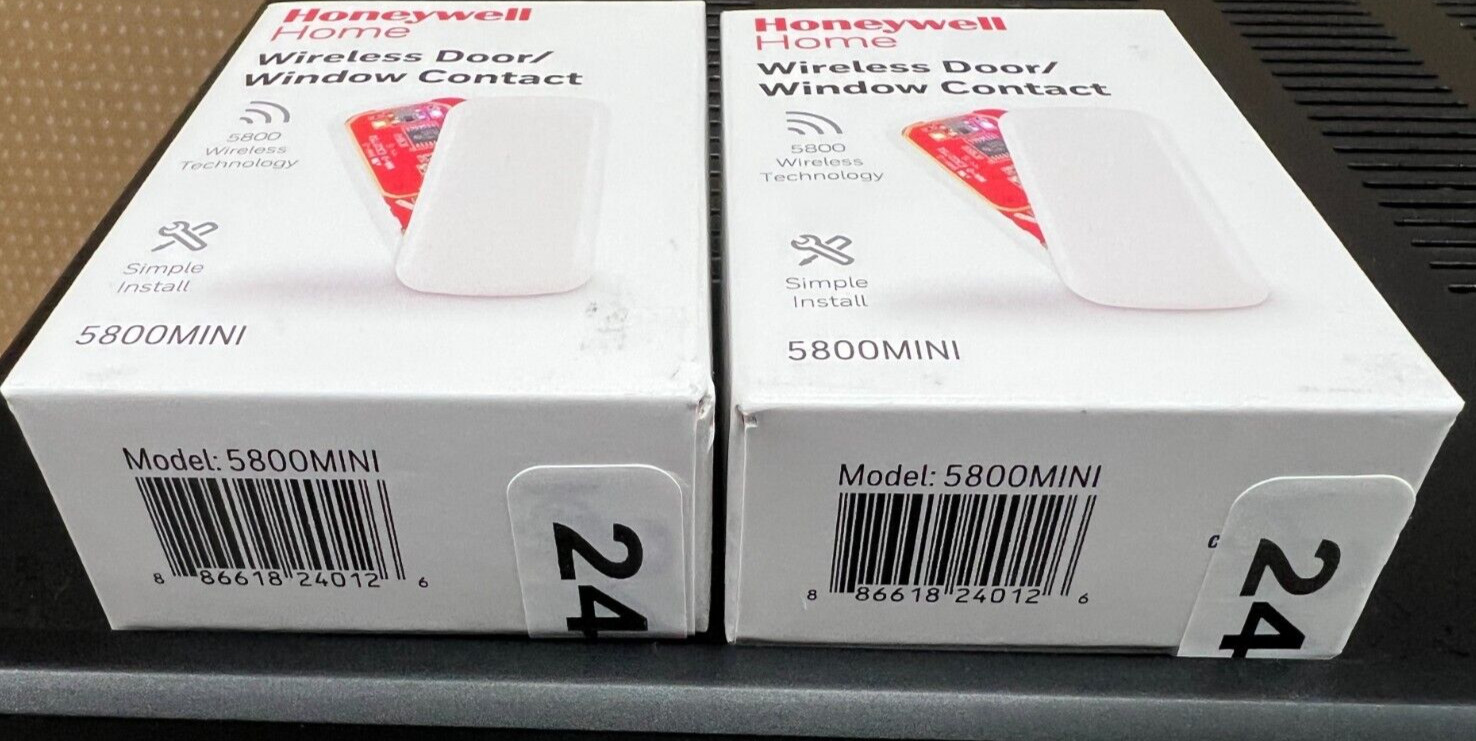 Honeywell
Home
Wireless Door/
Window Contact
5800
Wireless
Technology
Simple
Install
5800MINI
Model: 5800MINI
8 86618 24012 6
24
Honeywell
Home
Wireless Door/
Window Contact
5800
Wireless
Technology
Simple
Install
5800MINI
Model: 5800MINI
8 86618 24012 6
24